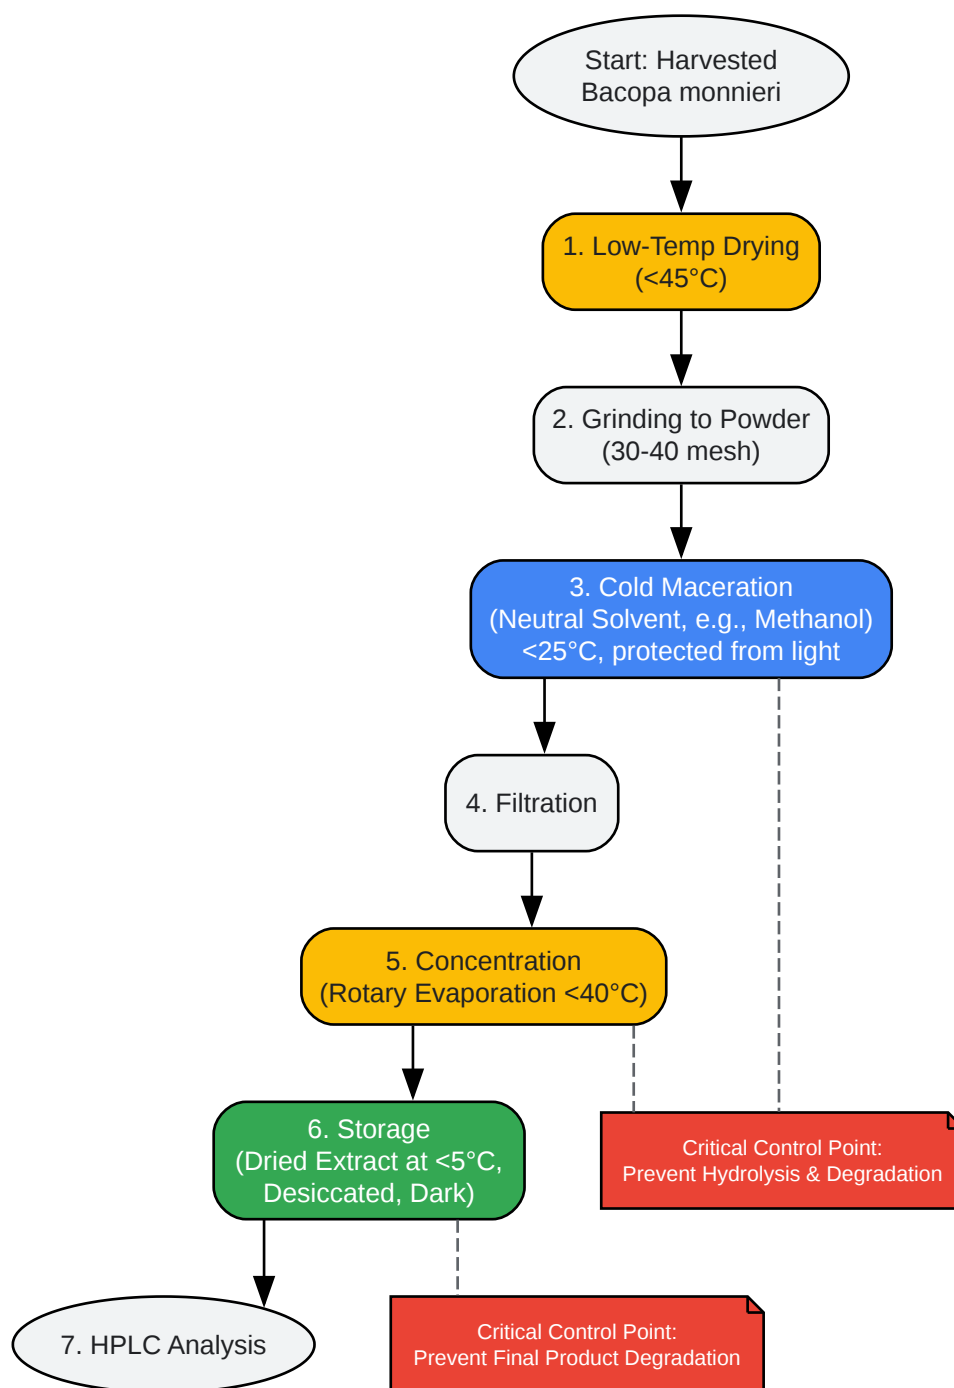 Start: Harvested
Bacopa monnieri
1. Low-Temp Drying
(<45°C)
2. Grinding to Powder
(30-40 mesh)
3. Cold Maceration
(Neutral Solvent, e.g., Methanol)
<25°C, protected from light
4. Filtration
5. Concentration
(Rotary Evaporation <40°C)
6. Storage
(Dried Extract at <5°C,
Desiccated, Dark)
Critical Control Point:
Prevent Hydrolysis & Degradation
7. HPLC Analysis
Critical Control Point:
Prevent Final Product Degradation